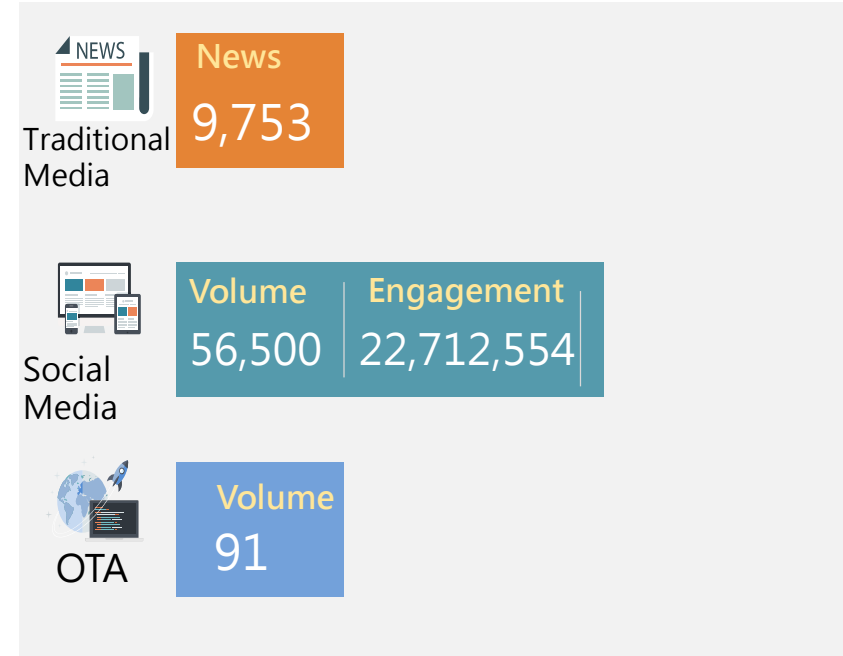 NEWS
Traditional
Media
News
9,753
Social
Media
Volume
56,500
Engagement
22,712,554
OTA
Volume
91